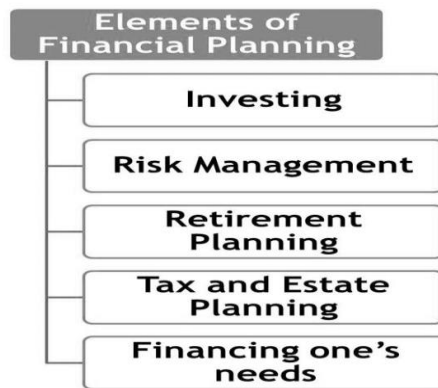 Elements of
Financial Planning
Investing
Risk Management
Retirement
Planning
Tax and Estate
Planning
Financing one's
needs